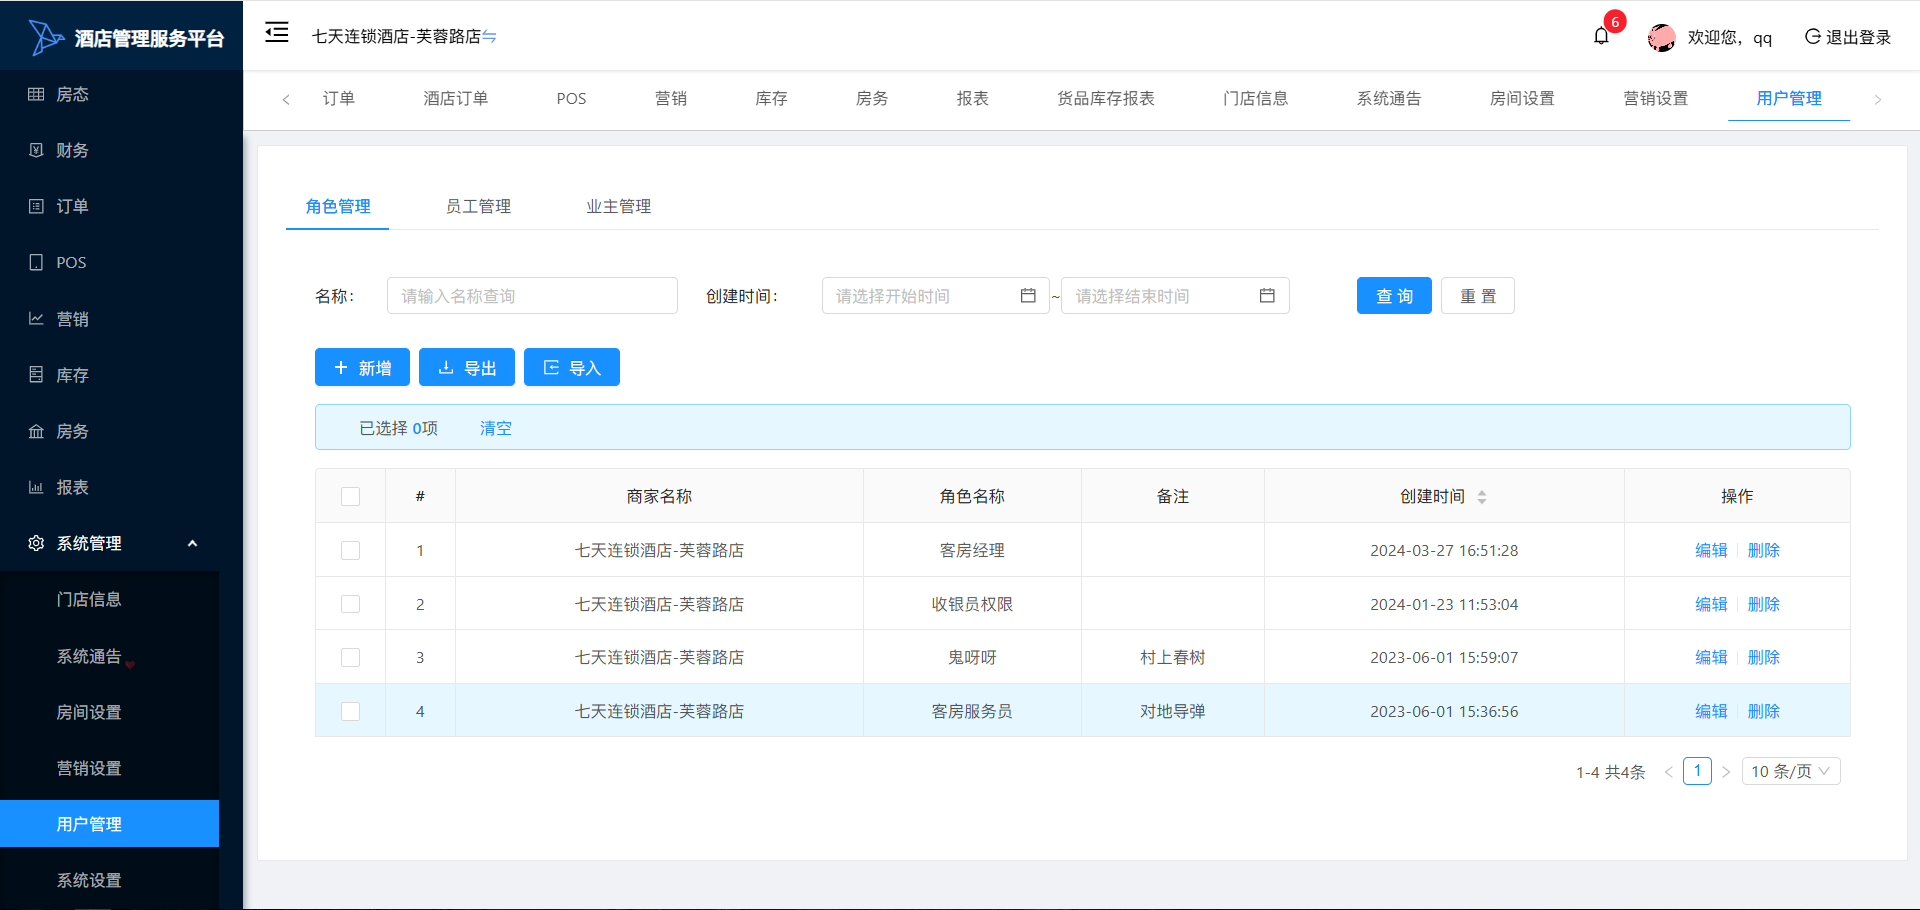 酒店管理服务平台
七天连锁酒店-芙蓉路店
6
欢迎您，qq
退出登录
房态
财务
订单
POS
营销
库存
房务
报表
系统管理
门店信息
系统通告
房间设置
营销设置
用户管理
系统设置
订单 酒店订单 POS 营销 库存 房务 报表 货品库存报表 门店信息 系统通告 房间设置 营销设置 用户管理
角色管理 员工管理 业主管理
名称： 请输入名称查询 创建时间： 请选择开始时间 ~ 请选择结束时间 查 询 重 置
新增 导出 导入
已选择 0项 清空
# 商家名称 角色名称 备注 创建时间 操作
1 七天连锁酒店-芙蓉路店 客房经理 2024-03-27 16:51:28 编辑 删除
2 七天连锁酒店-芙蓉路店 收银员权限 2024-01-23 11:53:04 编辑 删除
3 七天连锁酒店-芙蓉路店 鬼呀呀 村上春树 2023-06-01 15:59:07 编辑 删除
4 七天连锁酒店-芙蓉路店 客房服务员 对地导弹 2023-06-01 15:36:56 编辑 删除
1-4 共4条 1 10 条/页